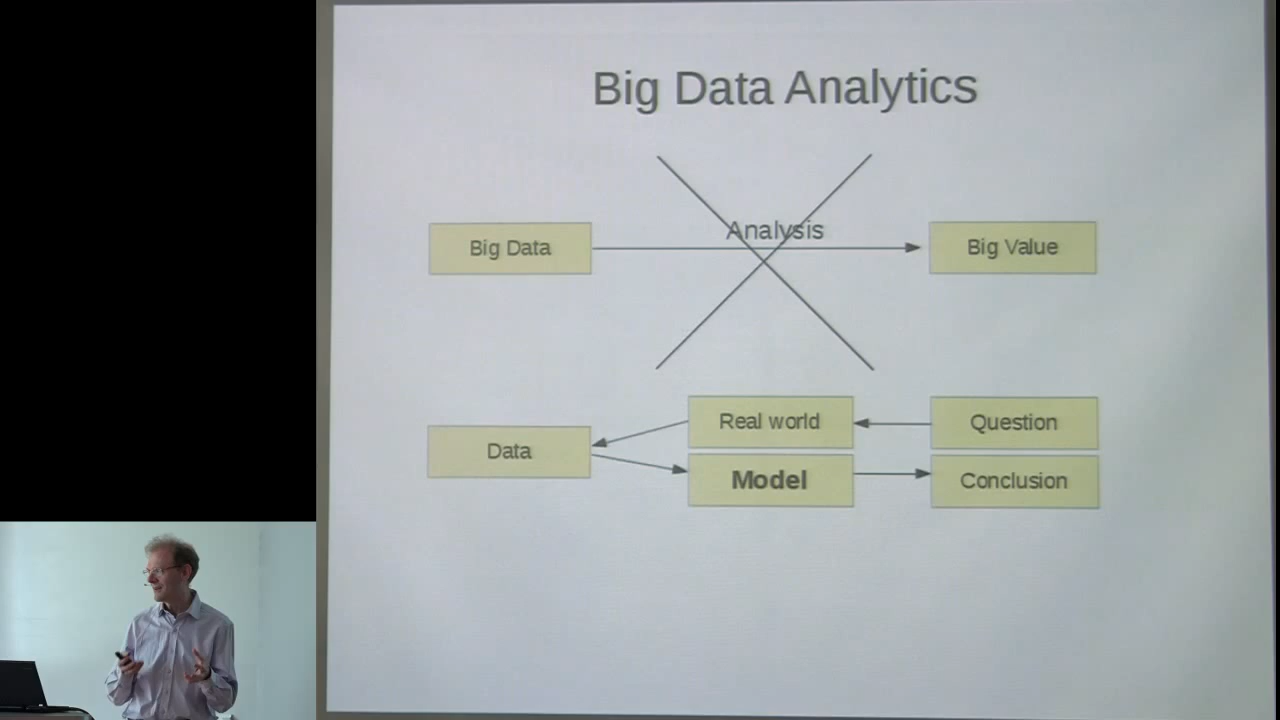 Big Data Analytics
Analysis
Big Data
Big Value
Real world
Question
Data
Model
Conclusion